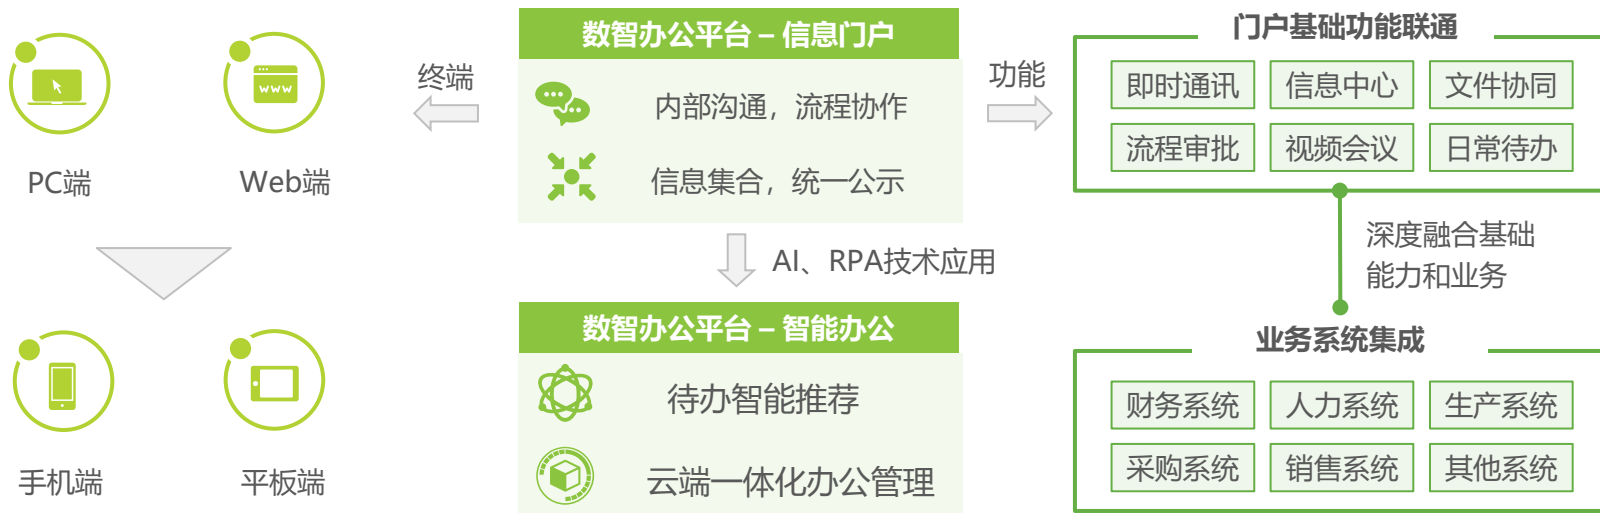 PC端
WWW
Web端
手机端
平板端
终端
数智办公平台 – 信息门户
内部沟通，流程协作
信息集合，统一公示
AI、RPA技术应用
数智办公平台 – 智能办公
待办智能推荐
云端一体化办公管理
功能
门户基础功能联通
即时通讯 信息中心 文件协同
流程审批 视频会议 日常待办
深度融合基础
能力和业务
业务系统集成
财务系统 人力系统 生产系统
采购系统 销售系统 其他系统